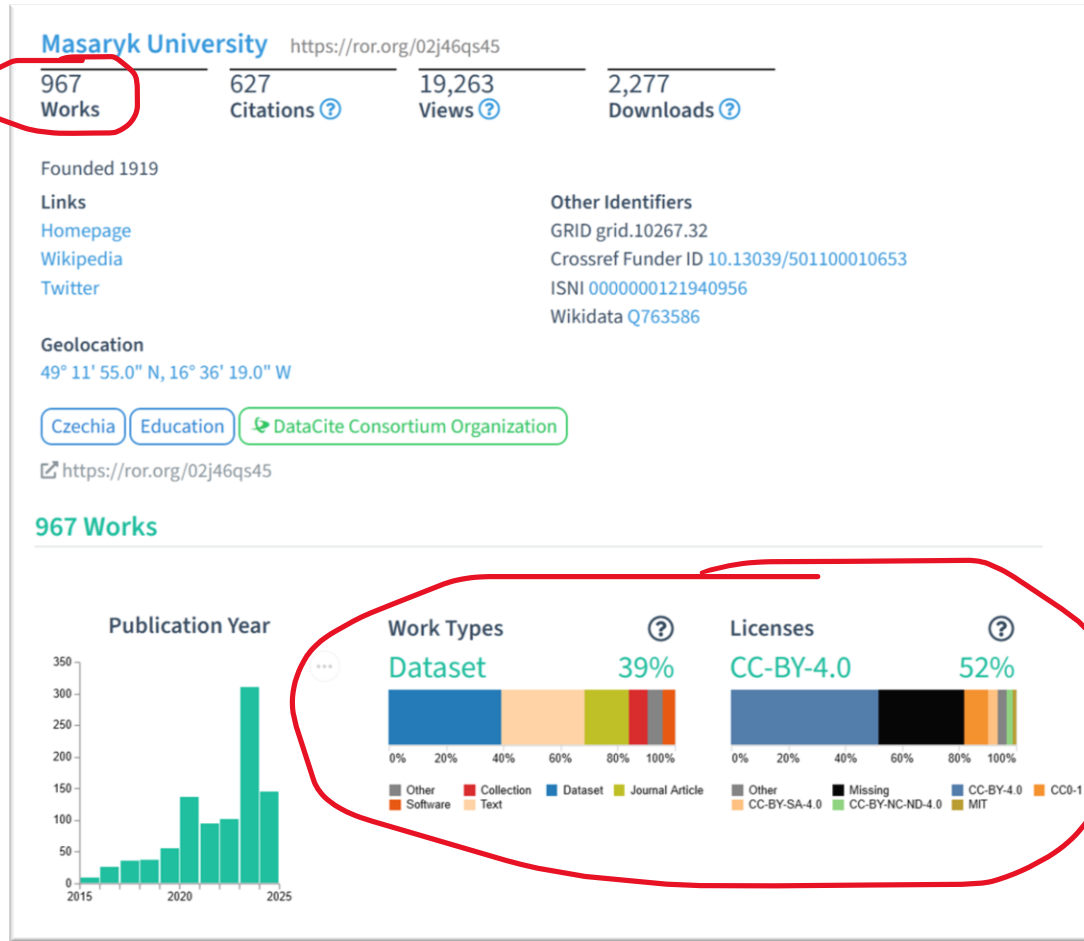 Masaryk University https://ror.org/02j46qs45
967 627 19,263 2,277
Works Citations ? Views ? Downloads ?
Founded 1919
Links Other Identifiers
Homepage GRID grid.10267.32
Wikipedia Crossref Funder ID 10.13039/501100010653
Twitter ISNI 0000000121940956
Wikidata Q763586
Geolocation
49° 11' 55.0" N, 16° 36' 19.0" W
Czechia Education DataCite Consortium Organization
https://ror.org/02j46qs45
967 Works
Publication Year Work Types ? Licenses ?
Dataset 39% CC-BY-4.0 52%
350
300
250
200
150
100
50
0
2015 2020 2025
0% 20% 40% 60% 80% 100% 0% 20% 40% 60% 80% 100%
Other Collection Dataset Journal Article Other Missing CC-BY-4.0 CC0-1
Software Text CC-BY-SA-4.0 CC-BY-NC-ND-4.0 MIT